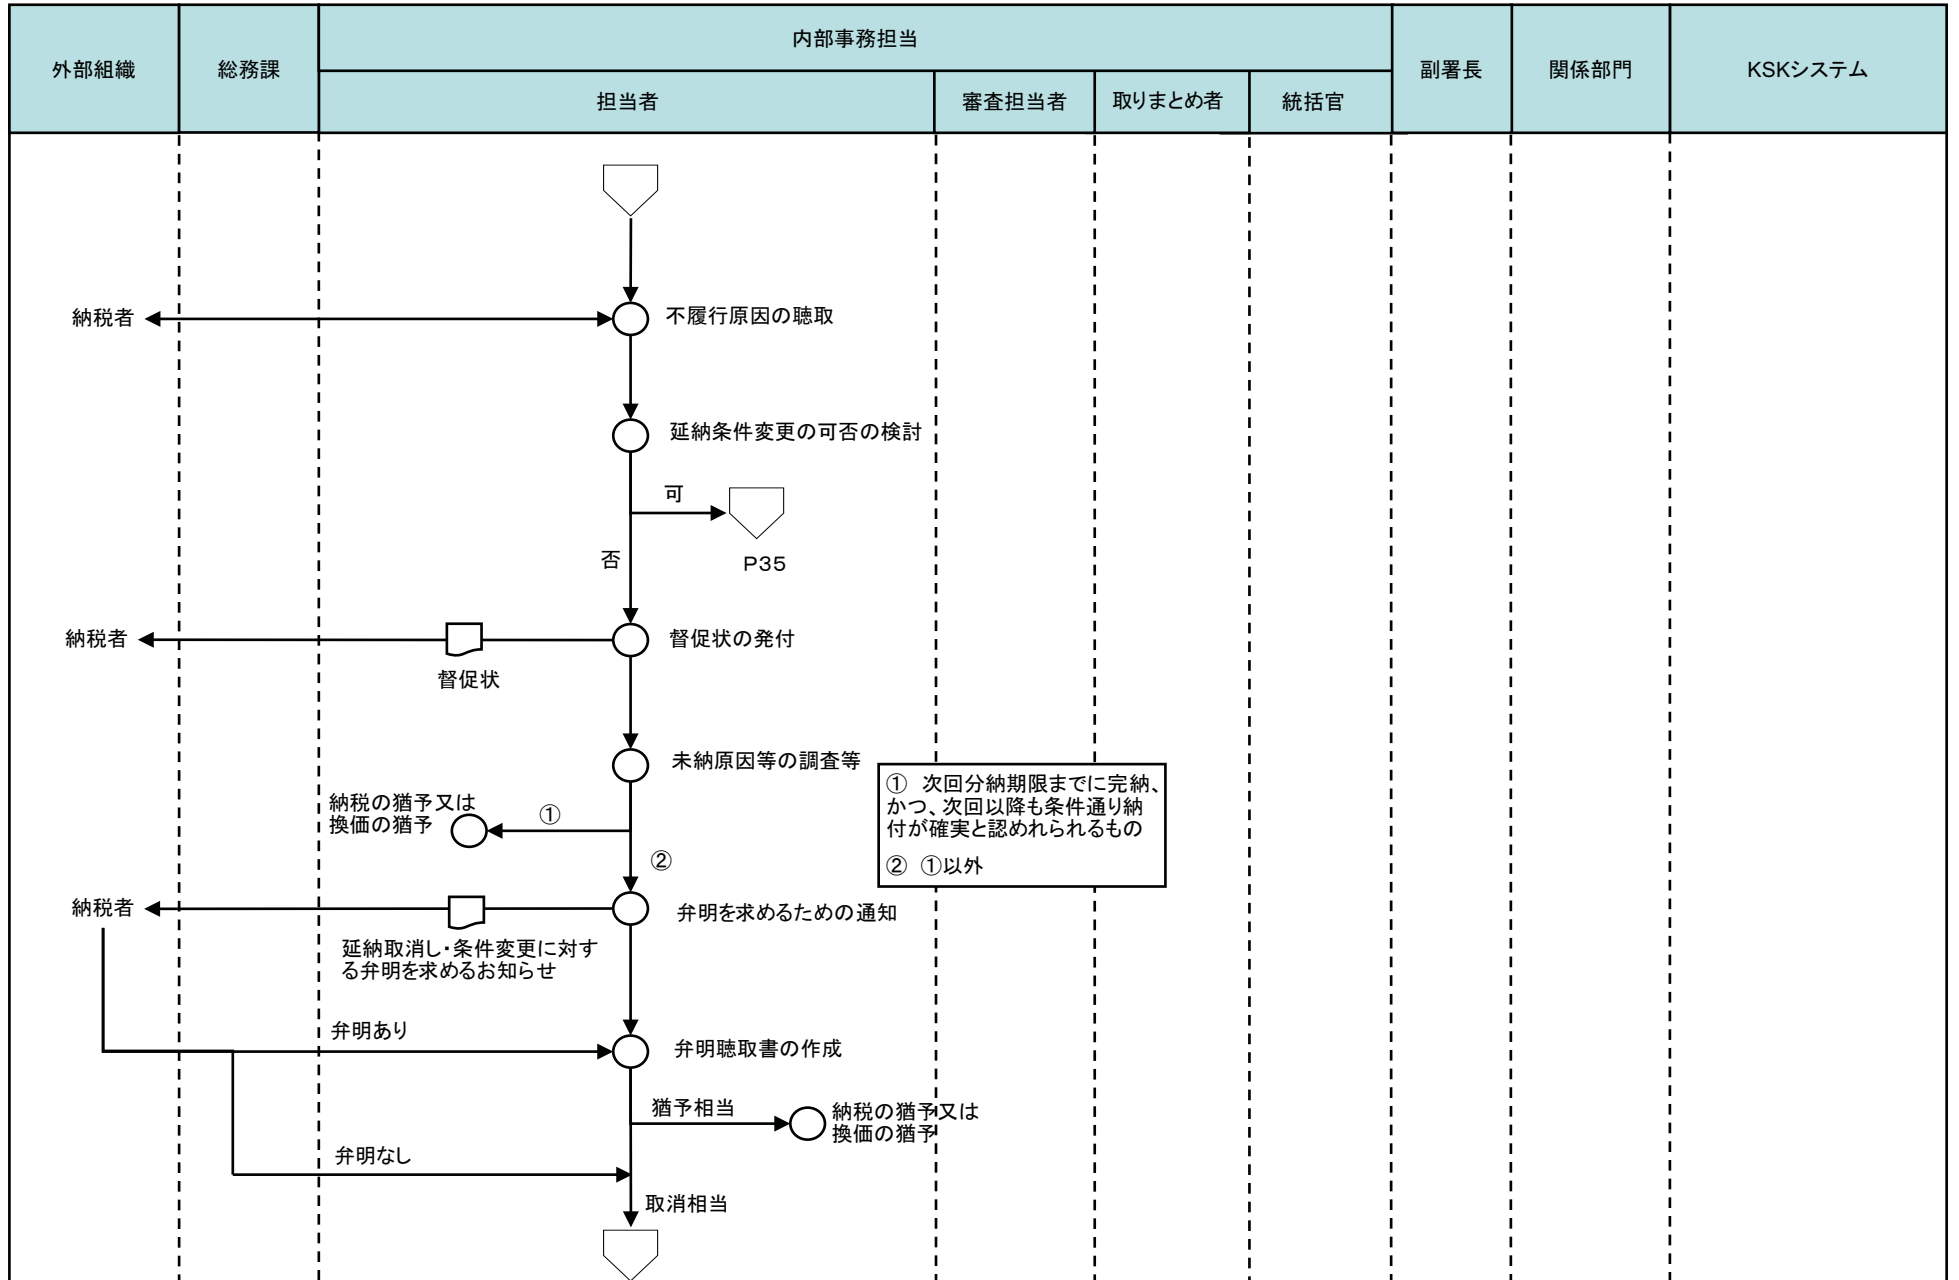 外部組織
総務課
内部事務担当
担当者
審査担当者
取りまとめ者
統括官
副署長
関係部門
KSKシステム
納税者
不履行原因の聴取
延納条件変更の可否の検討
可
否
P35
納税者
督促状の発付
督促状
未納原因等の調査等
納税の猶予又は
換価の猶予
①
②
① 次回分納期限までに完納、
かつ、次回以降も条件通り納
付が確実と認めれられるもの
② ①以外
納税者
弁明を求めるための通知
延納取消し・条件変更に対す
る弁明を求めるお知らせ
弁明あり
弁明聴取書の作成
猶予相当
納税の猶予又は
換価の猶予
弁明なし
取消相当